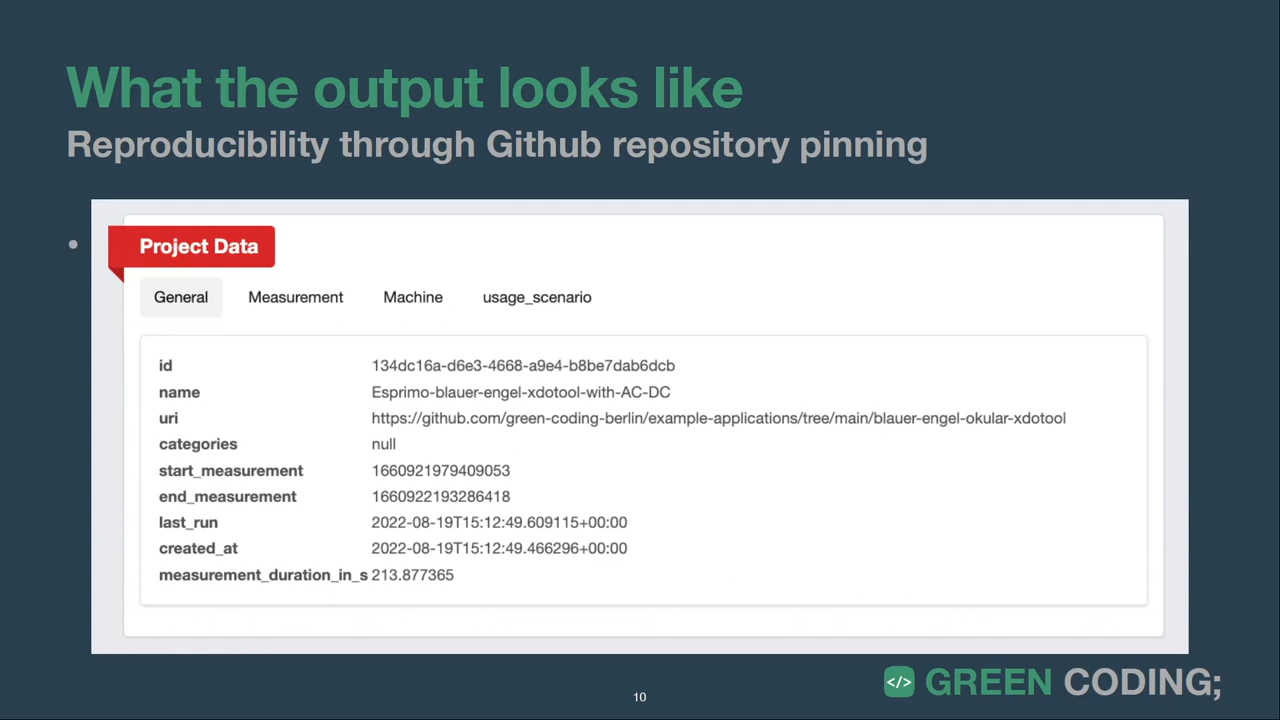 What the output looks like
Reproducibility through Github repository pinning
• Project Data
General Measurement Machine usage_scenario
id 134dc16a-d6e3-4668-a9e4-b8be7dab6dcb
name Esprimo-blauer-engel-xdotool-with-AC-DC
uri https://github.com/green-coding-berlin/example-applications/tree/main/blauer-engel-okular-xdotool
categories null
start_measurement 1660921979409053
end_measurement 1660922193286418
last_run 2022-08-19T15:12:49.609115+00:00
created_at 2022-08-19T15:12:49.466296+00:00
measurement_duration_in_s 213.877365
</> GREEN CODING;
10